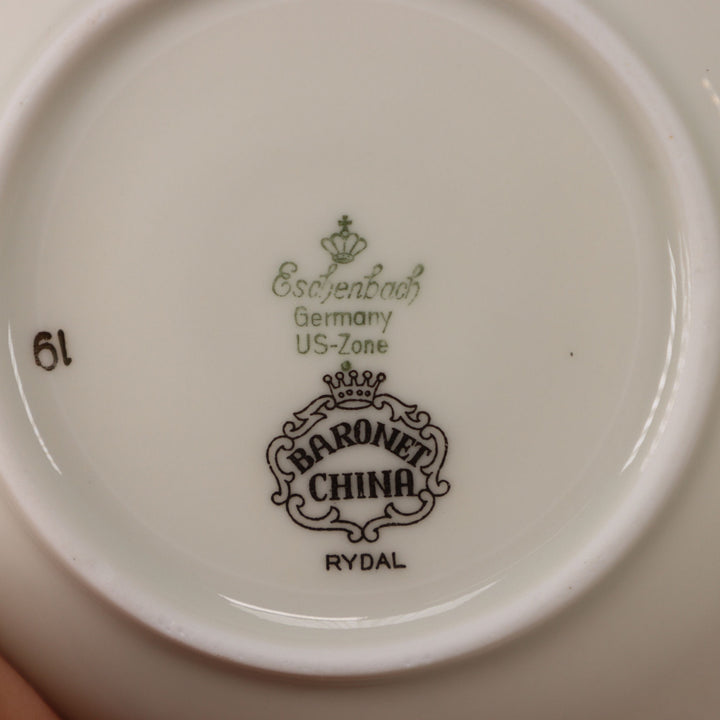 Eschenbach
Germany
US-Zone
61
BARONET
CHINA
RYDAL